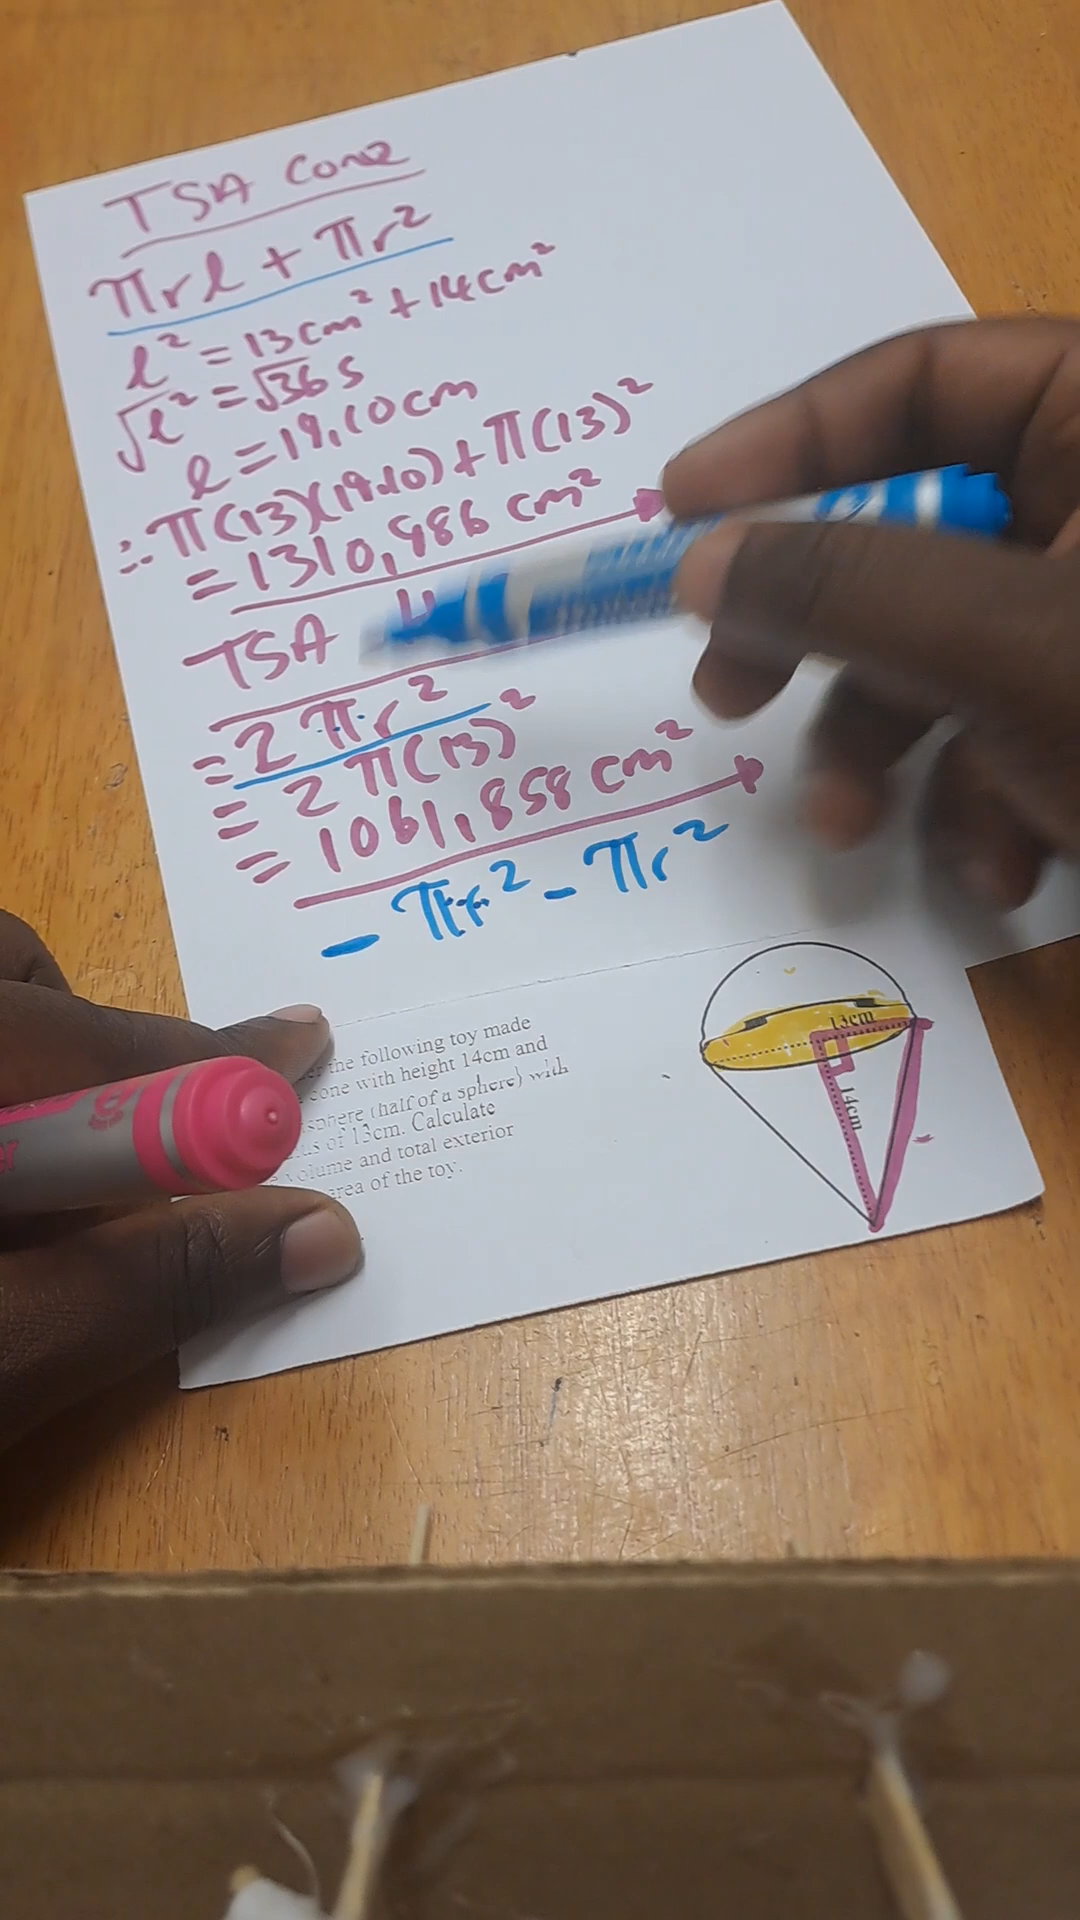 TSA Cone
πrl + πr²
l² = 13cm² + 14cm²
√l² = √365
l = 19,10cm
∴ π(13)(19.10) + π(13)²
= 1310,986 cm²
TSA
= 2πr²
= 2π(13)²
= 1061,858 cm²
- πr² - πr²
the following toy made
cone with height 14cm and
(half of a sphere) with
of 13cm. Calculate
volume and total exterior
area of the toy.
13cm
14cm